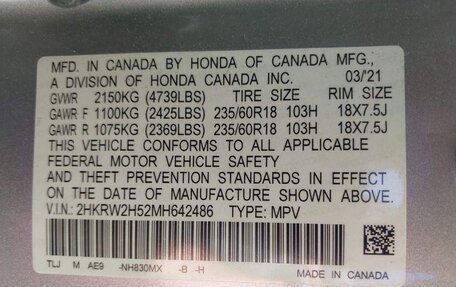 MFD. IN CANADA BY HONDA OF CANADA MFG.,
A DIVISION OF HONDA CANADA INC. 03/21
GVWR 2150KG (4739LBS) TIRE SIZE RIM SIZE
GAWR F 1100KG (2425LBS) 235/60R18 103H 18X7.5J
GAWR R 1075KG (2369LBS) 235/60R18 103H 18X7.5J
THIS VEHICLE CONFORMS TO ALL APPLICABLE
FEDERAL MOTOR VEHICLE SAFETY
AND THEFT PREVENTION STANDARDS IN EFFECT
ON THE DATE OF MANUFACTURE SHOWN ABOVE.
V.I.N.: 2HKRW2H52MH642486 TYPE: MPV
TLJ M AE9 -NH830MX -B -H MADE IN CANADA